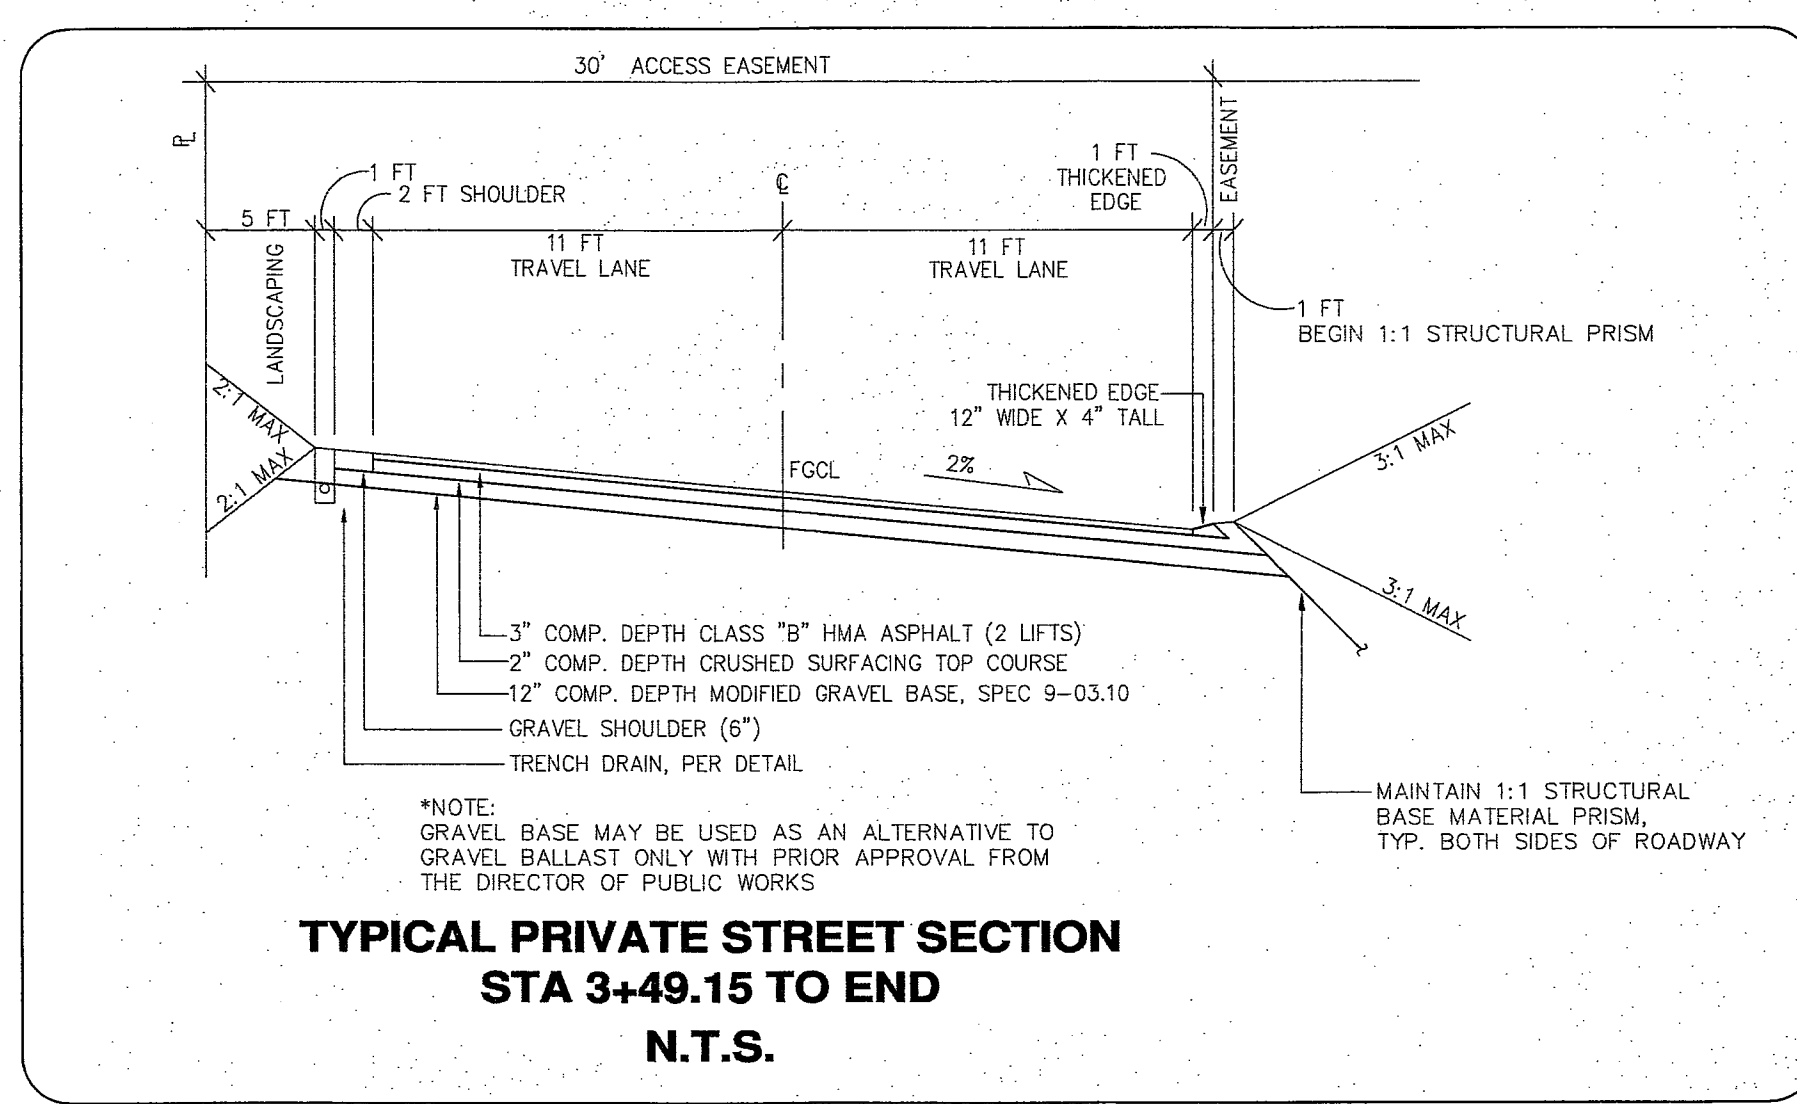 30' ACCESS EASEMENT
PL
EASEMENT
1 FT
2 FT SHOULDER
CL
1 FT
THICKENED
EDGE
5 FT
LANDSCAPING
11 FT
TRAVEL LANE
11 FT
TRAVEL LANE
1 FT
BEGIN 1:1 STRUCTURAL PRISM
2:1 MAX
2:1 MAX
THICKENED EDGE
12" WIDE X 4" TALL
FGCL
2%
3:1 MAX
3:1 MAX
3" COMP. DEPTH CLASS "B" HMA ASPHALT (2 LIFTS)
2" COMP. DEPTH CRUSHED SURFACING TOP COURSE
12" COMP. DEPTH MODIFIED GRAVEL BASE, SPEC 9-03.10
GRAVEL SHOULDER (6")
TRENCH DRAIN, PER DETAIL
MAINTAIN 1:1 STRUCTURAL
BASE MATERIAL PRISM,
TYP. BOTH SIDES OF ROADWAY
*NOTE:
GRAVEL BASE MAY BE USED AS AN ALTERNATIVE TO
GRAVEL BALLAST ONLY WITH PRIOR APPROVAL FROM
THE DIRECTOR OF PUBLIC WORKS
TYPICAL PRIVATE STREET SECTION
STA 3+49.15 TO END
N.T.S.